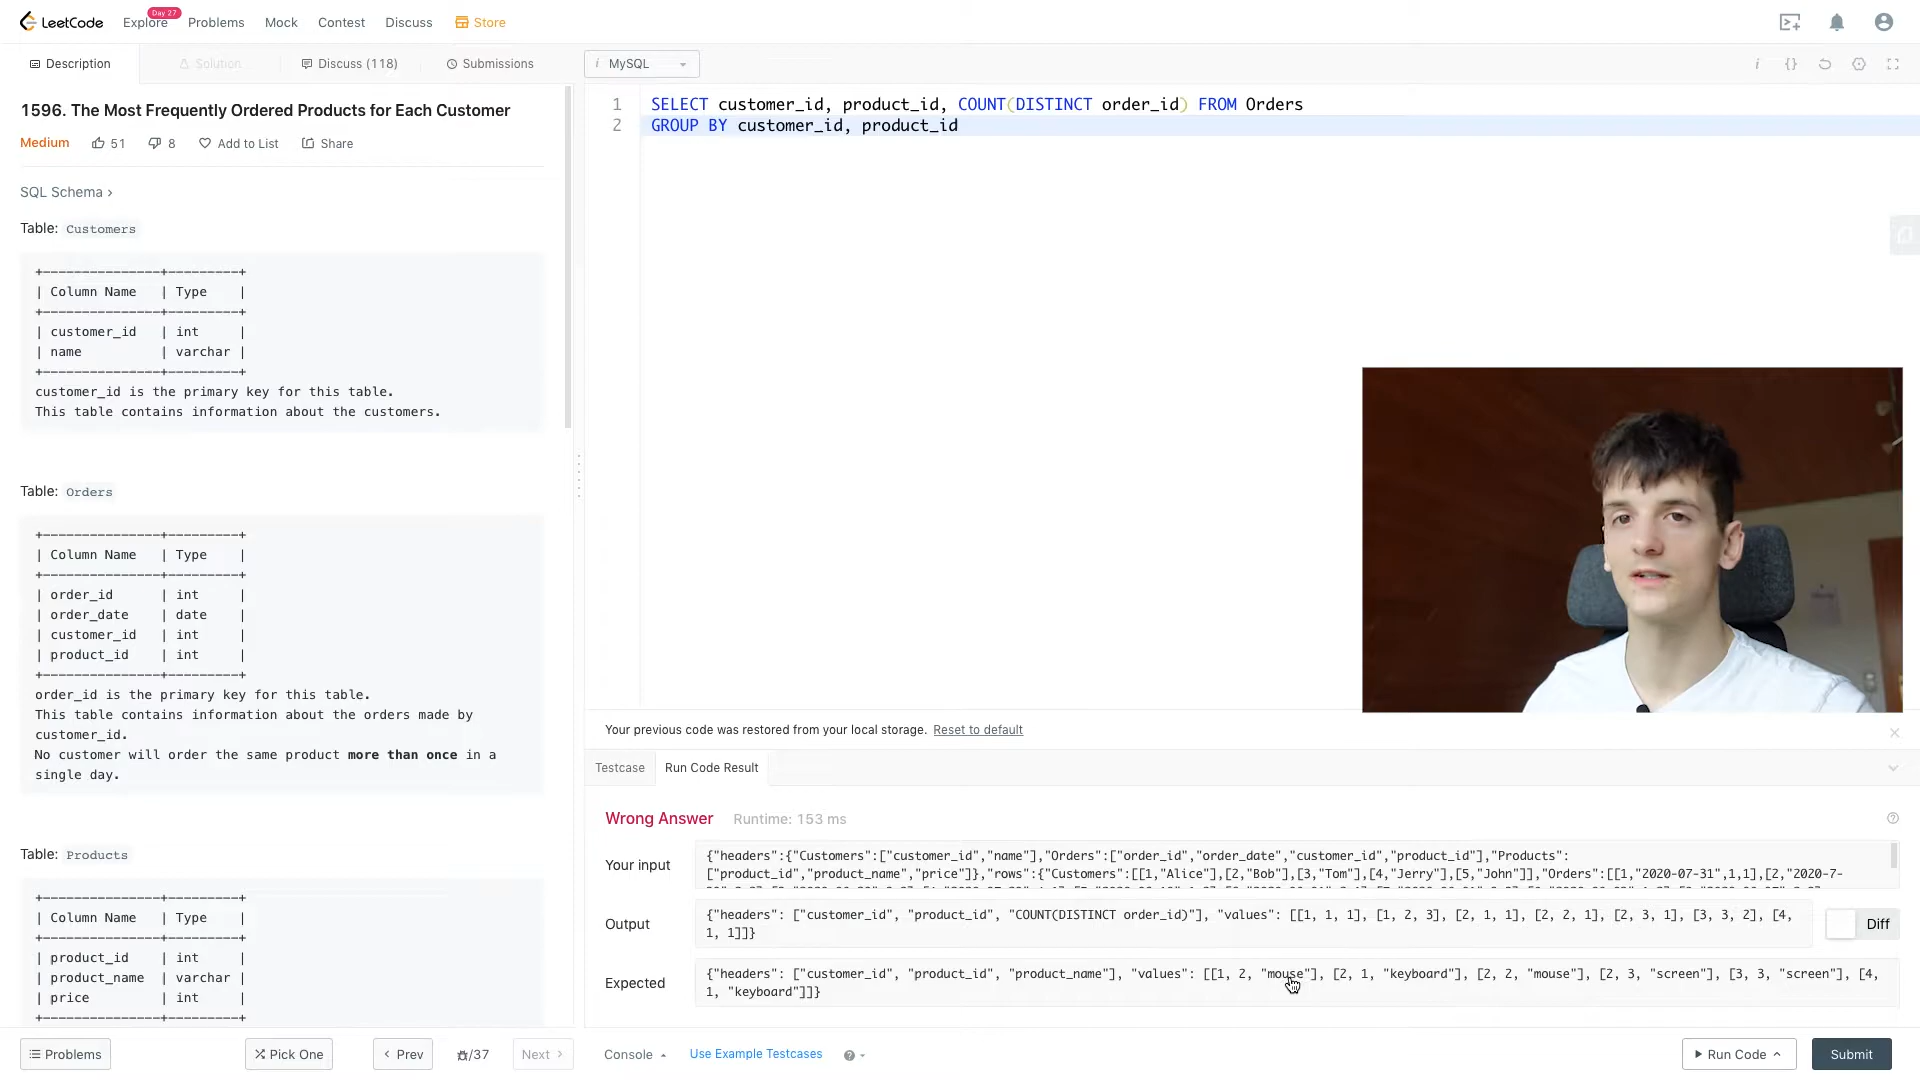 LeetCode Explore Day 27 Problems Mock Contest Discuss Store
Description Solution Discuss (118) Submissions
i MySQL
1596. The Most Frequently Ordered Products for Each Customer
Medium 51 8 Add to List Share
SQL Schema ›
Table: Customers
+---------------+---------+
| Column Name   | Type    |
+---------------+---------+
| customer_id   | int     |
| name          | varchar |
+---------------+---------+
customer_id is the primary key for this table.
This table contains information about the customers.
Table: Orders
+---------------+---------+
| Column Name   | Type    |
+---------------+---------+
| order_id      | int     |
| order_date    | date    |
| customer_id   | int     |
| product_id    | int     |
+---------------+---------+
order_id is the primary key for this table.
This table contains information about the orders made by
customer_id.
No customer will order the same product more than once in a
single day.
Table: Products
+---------------+---------+
| Column Name   | Type    |
+---------------+---------+
| product_id    | int     |
| product_name  | varchar |
| price         | int     |
+---------------+---------+
1 SELECT customer_id, product_id, COUNT(DISTINCT order_id) FROM Orders
2 GROUP BY customer_id, product_id
Your previous code was restored from your local storage. Reset to default
Testcase Run Code Result
Wrong Answer Runtime: 153 ms
Your input
{"headers":{"Customers":["customer_id","name"],"Orders":["order_id","order_date","customer_id","product_id"],"Products":
["product_id","product_name","price"]},"rows":{"Customers":[[1,"Alice"],[2,"Bob"],[3,"Tom"],[4,"Jerry"],[5,"John"]],"Orders":[[1,"2020-07-31",1,1],[2,"2020-7-
Output
{"headers": ["customer_id", "product_id", "COUNT(DISTINCT order_id)"], "values": [[1, 1, 1], [1, 2, 3], [2, 1, 1], [2, 2, 1], [2, 3, 1], [3, 3, 2], [4,
1, 1]]}
Diff
Expected
{"headers": ["customer_id", "product_id", "product_name"], "values": [[1, 2, "mouse"], [2, 1, "keyboard"], [2, 2, "mouse"], [2, 3, "screen"], [3, 3, "screen"], [4,
1, "keyboard"]]}
Problems Pick One ‹ Prev /37 Next ›
Console Use Example Testcases Run Code Submit